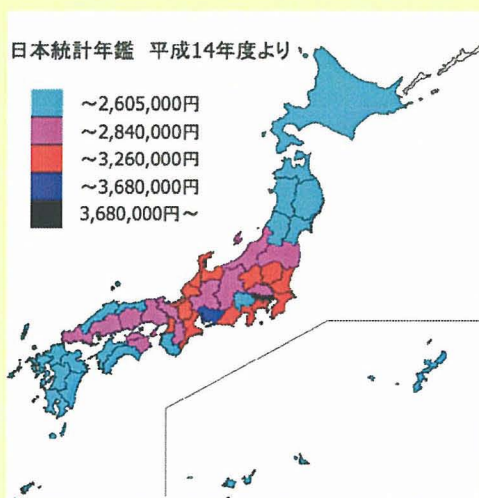 日本統計年鑑 平成14年度より
～2,605,000円
～2,840,000円
～3,260,000円
～3,680,000円
3,680,000円～